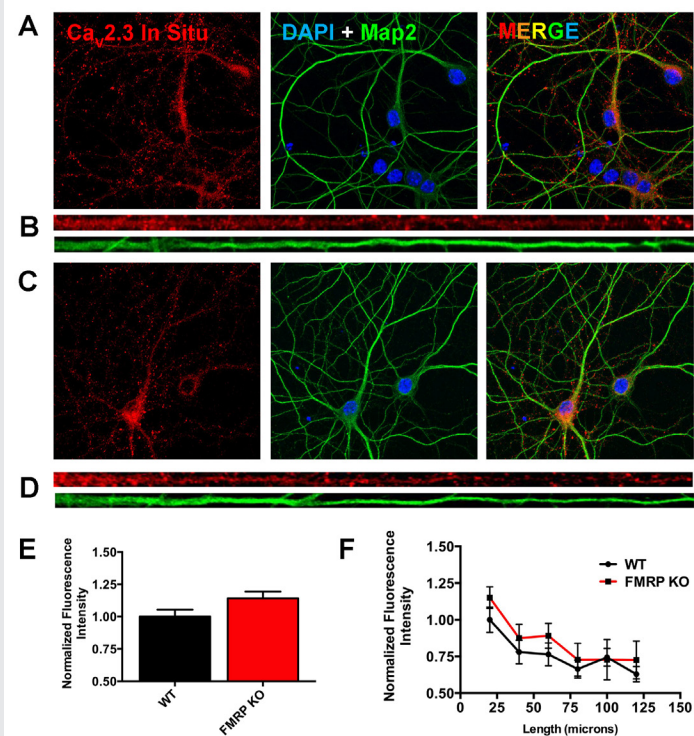 A
Cav2.3 In Situ
DAPI + Map2
MERGE
B
C
D
E
Normalized Fluorescence
Intensity
1.50
1.25
1.00
0.75
0.50
WT
FMRP KO
F
Normalized Fluorescence
Intensity
1.50
1.25
1.00
0.75
0.50
WT
FMRP KO
0 25 50 75 100 125 150
Length (microns)